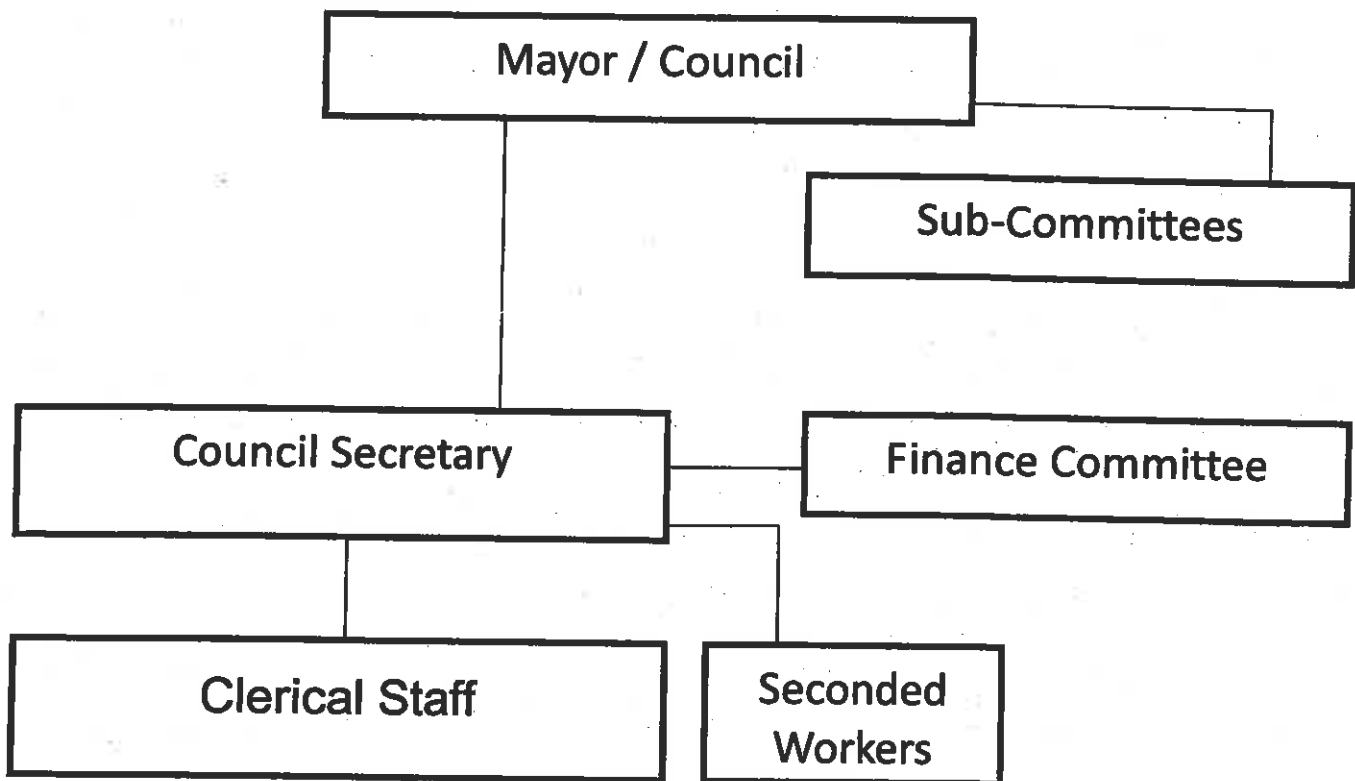 Mayor / Council
Sub-Committees
Council Secretary
Finance Committee
Clerical Staff
Seconded
Workers